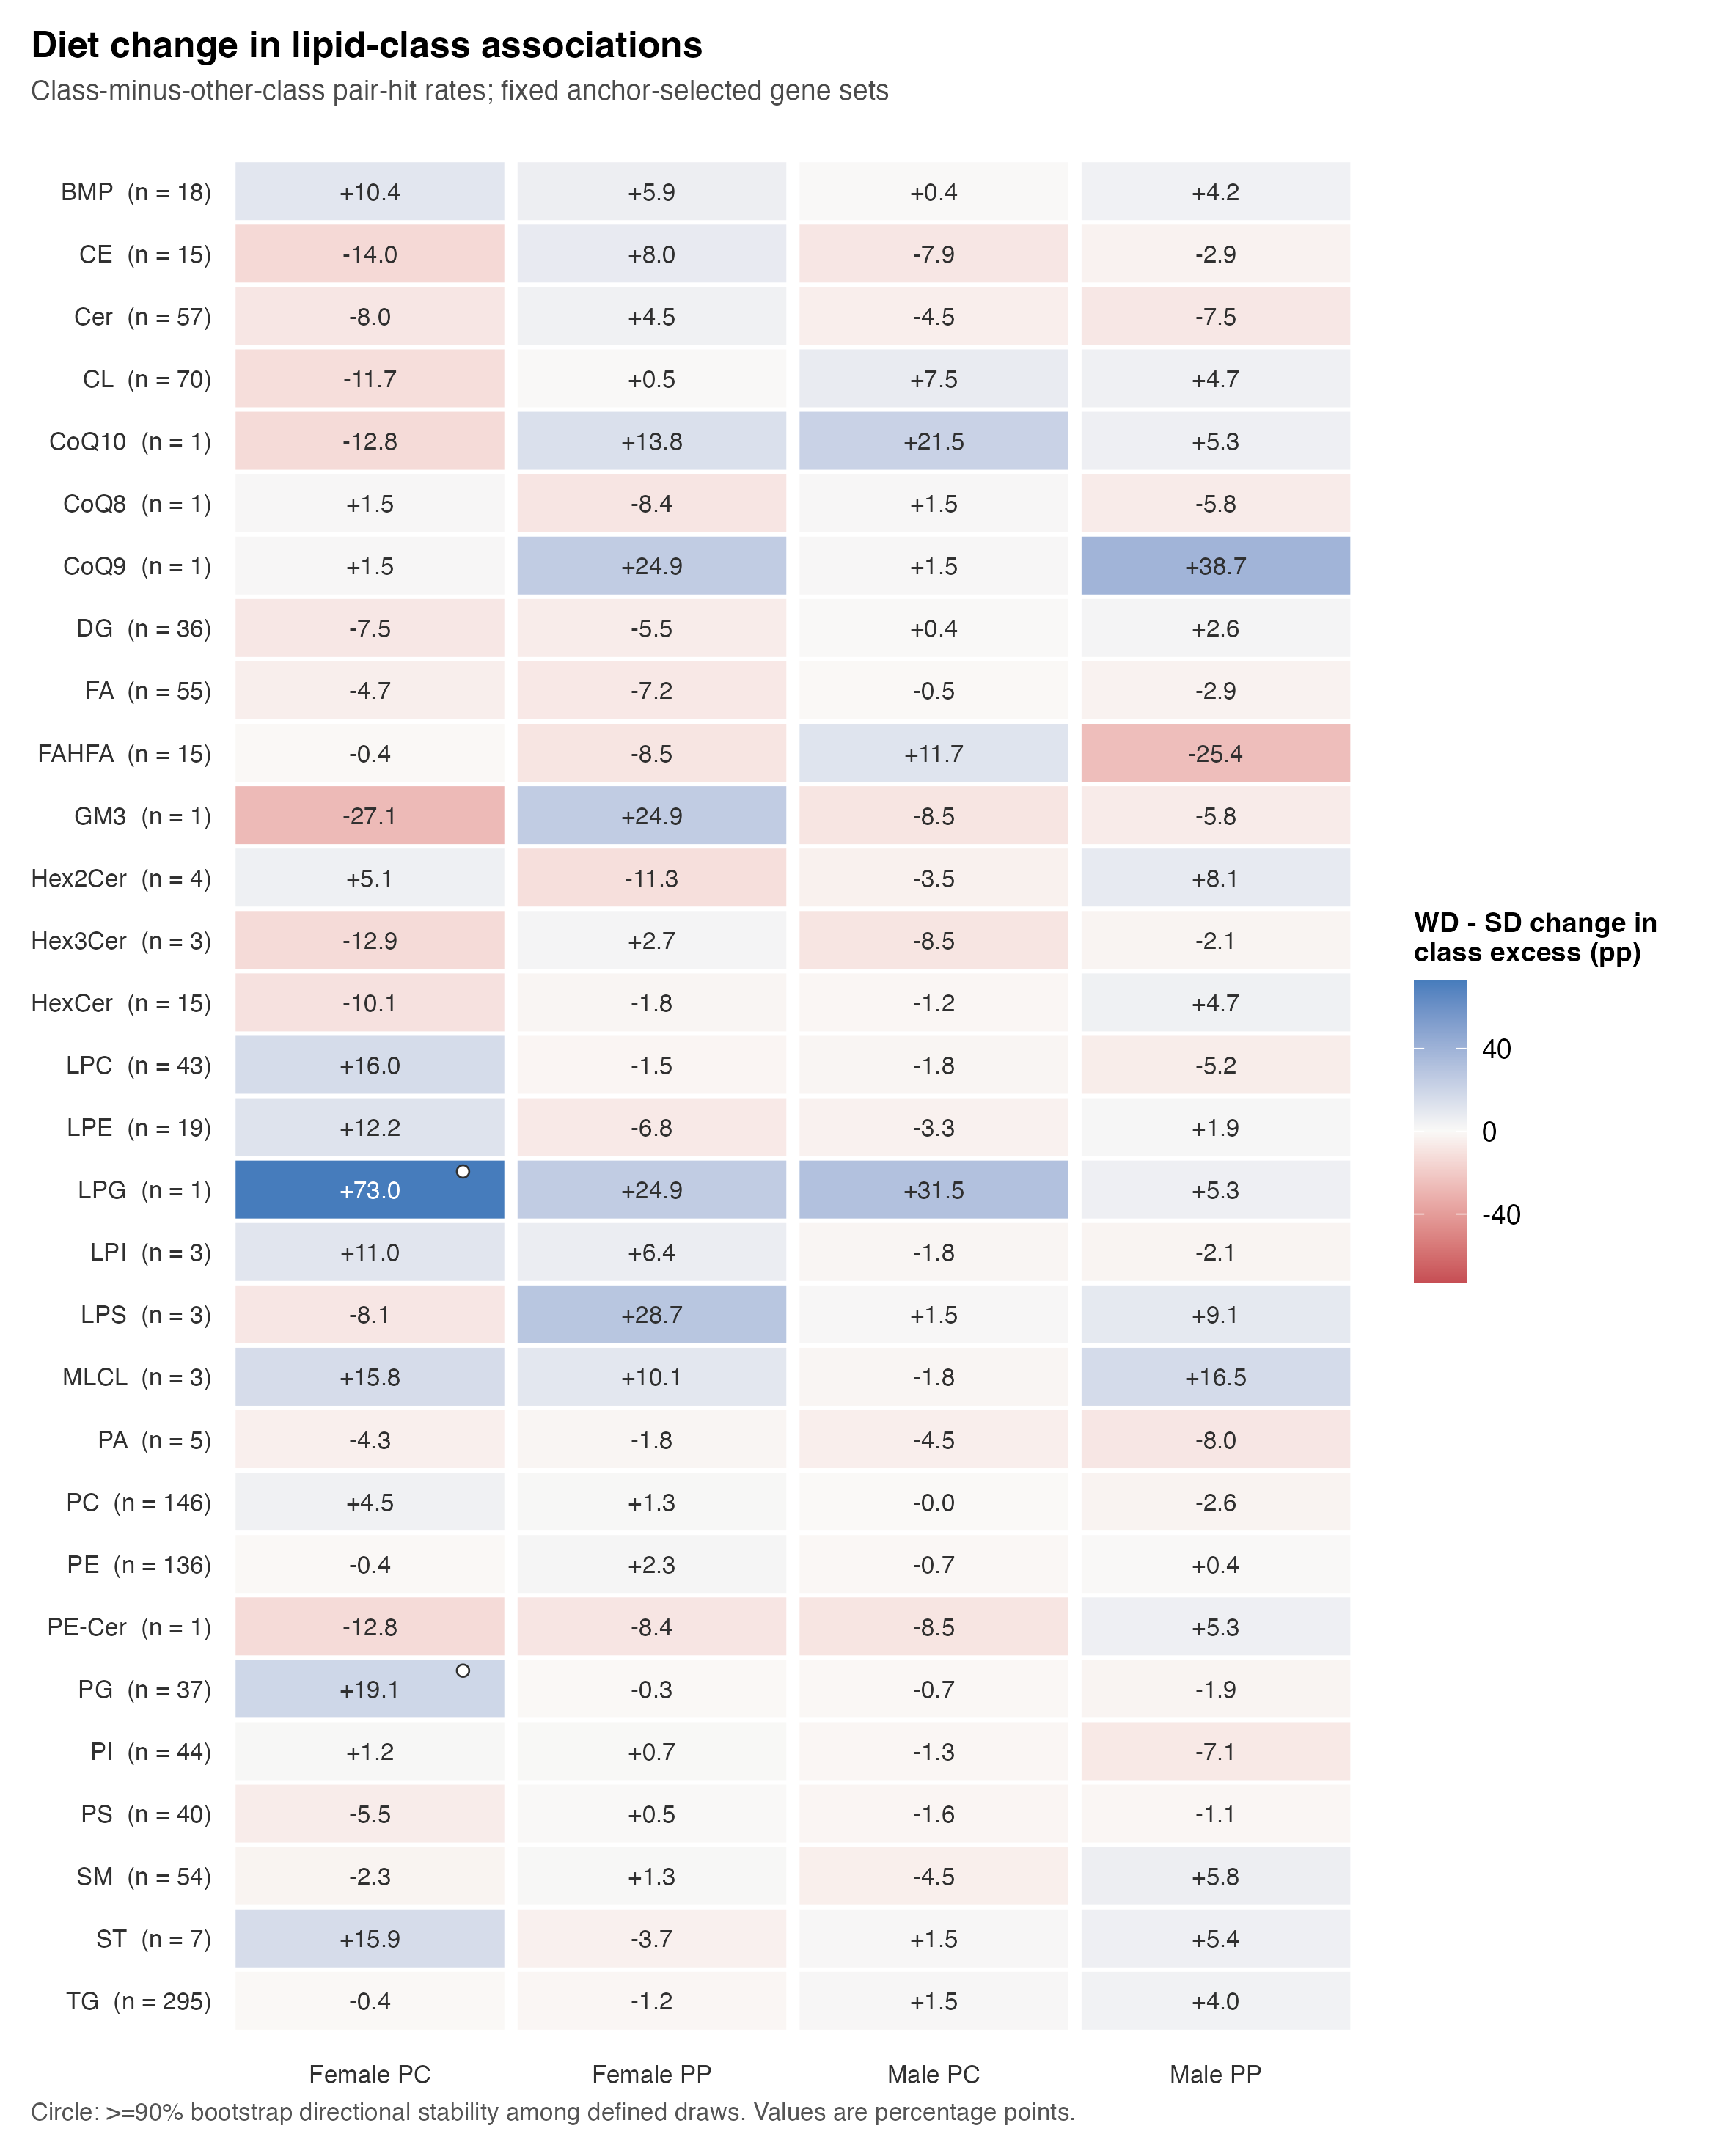 Diet change in lipid-class associations
Class-minus-other-class pair-hit rates; fixed anchor-selected gene sets
BMP (n = 18) +10.4 +5.9 +0.4 +4.2
CE (n = 15) -14.0 +8.0 -7.9 -2.9
Cer (n = 57) -8.0 +4.5 -4.5 -7.5
CL (n = 70) -11.7 +0.5 +7.5 +4.7
CoQ10 (n = 1) -12.8 +13.8 +21.5 +5.3
CoQ8 (n = 1) +1.5 -8.4 +1.5 -5.8
CoQ9 (n = 1) +1.5 +24.9 +1.5 +38.7
DG (n = 36) -7.5 -5.5 +0.4 +2.6
FA (n = 55) -4.7 -7.2 -0.5 -2.9
FAHFA (n = 15) -0.4 -8.5 +11.7 -25.4
GM3 (n = 1) -27.1 +24.9 -8.5 -5.8
Hex2Cer (n = 4) +5.1 -11.3 -3.5 +8.1
Hex3Cer (n = 3) -12.9 +2.7 -8.5 -2.1
HexCer (n = 15) -10.1 -1.8 -1.2 +4.7
LPC (n = 43) +16.0 -1.5 -1.8 -5.2
LPE (n = 19) +12.2 -6.8 -3.3 +1.9
LPG (n = 1) +73.0 +24.9 +31.5 +5.3
LPI (n = 3) +11.0 +6.4 -1.8 -2.1
LPS (n = 3) -8.1 +28.7 +1.5 +9.1
MLCL (n = 3) +15.8 +10.1 -1.8 +16.5
PA (n = 5) -4.3 -1.8 -4.5 -8.0
PC (n = 146) +4.5 +1.3 -0.0 -2.6
PE (n = 136) -0.4 +2.3 -0.7 +0.4
PE-Cer (n = 1) -12.8 -8.4 -8.5 +5.3
PG (n = 37) +19.1 -0.3 -0.7 -1.9
PI (n = 44) +1.2 +0.7 -1.3 -7.1
PS (n = 40) -5.5 +0.5 -1.6 -1.1
SM (n = 54) -2.3 +1.3 -4.5 +5.8
ST (n = 7) +15.9 -3.7 +1.5 +5.4
TG (n = 295) -0.4 -1.2 +1.5 +4.0
Female PC Female PP Male PC Male PP
WD - SD change in
class excess (pp)
40
0
-40
Circle: >=90% bootstrap directional stability among defined draws. Values are percentage points.